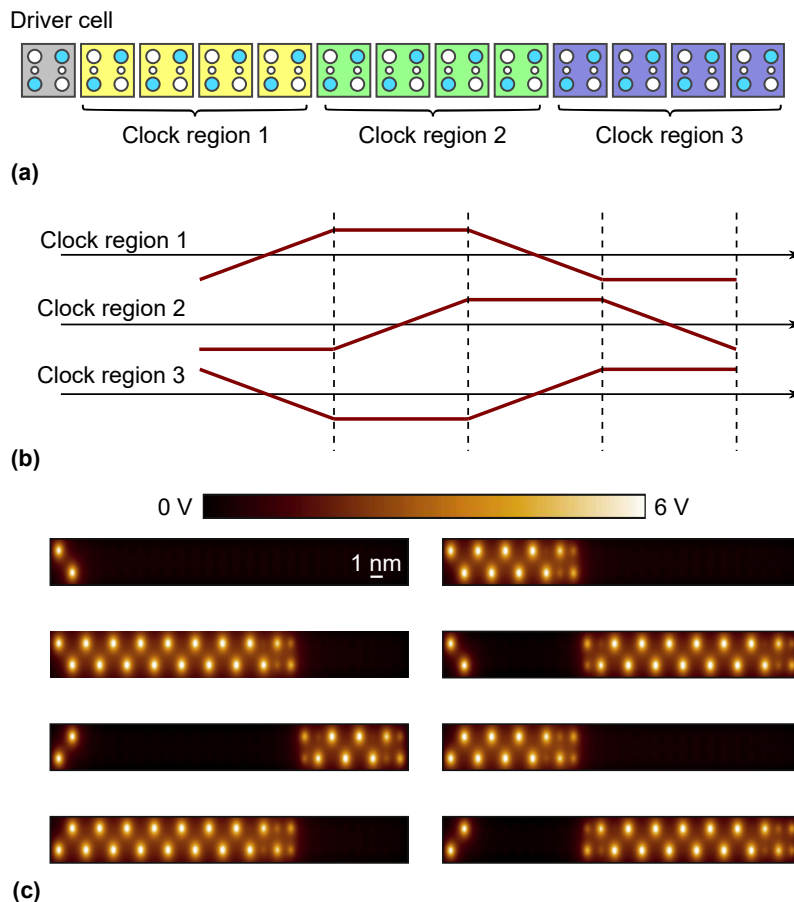 Driver cell
Clock region 1
Clock region 2
Clock region 3
(a)
Clock region 1
Clock region 2
Clock region 3
(b)
0 V
6 V
1 nm
(c)